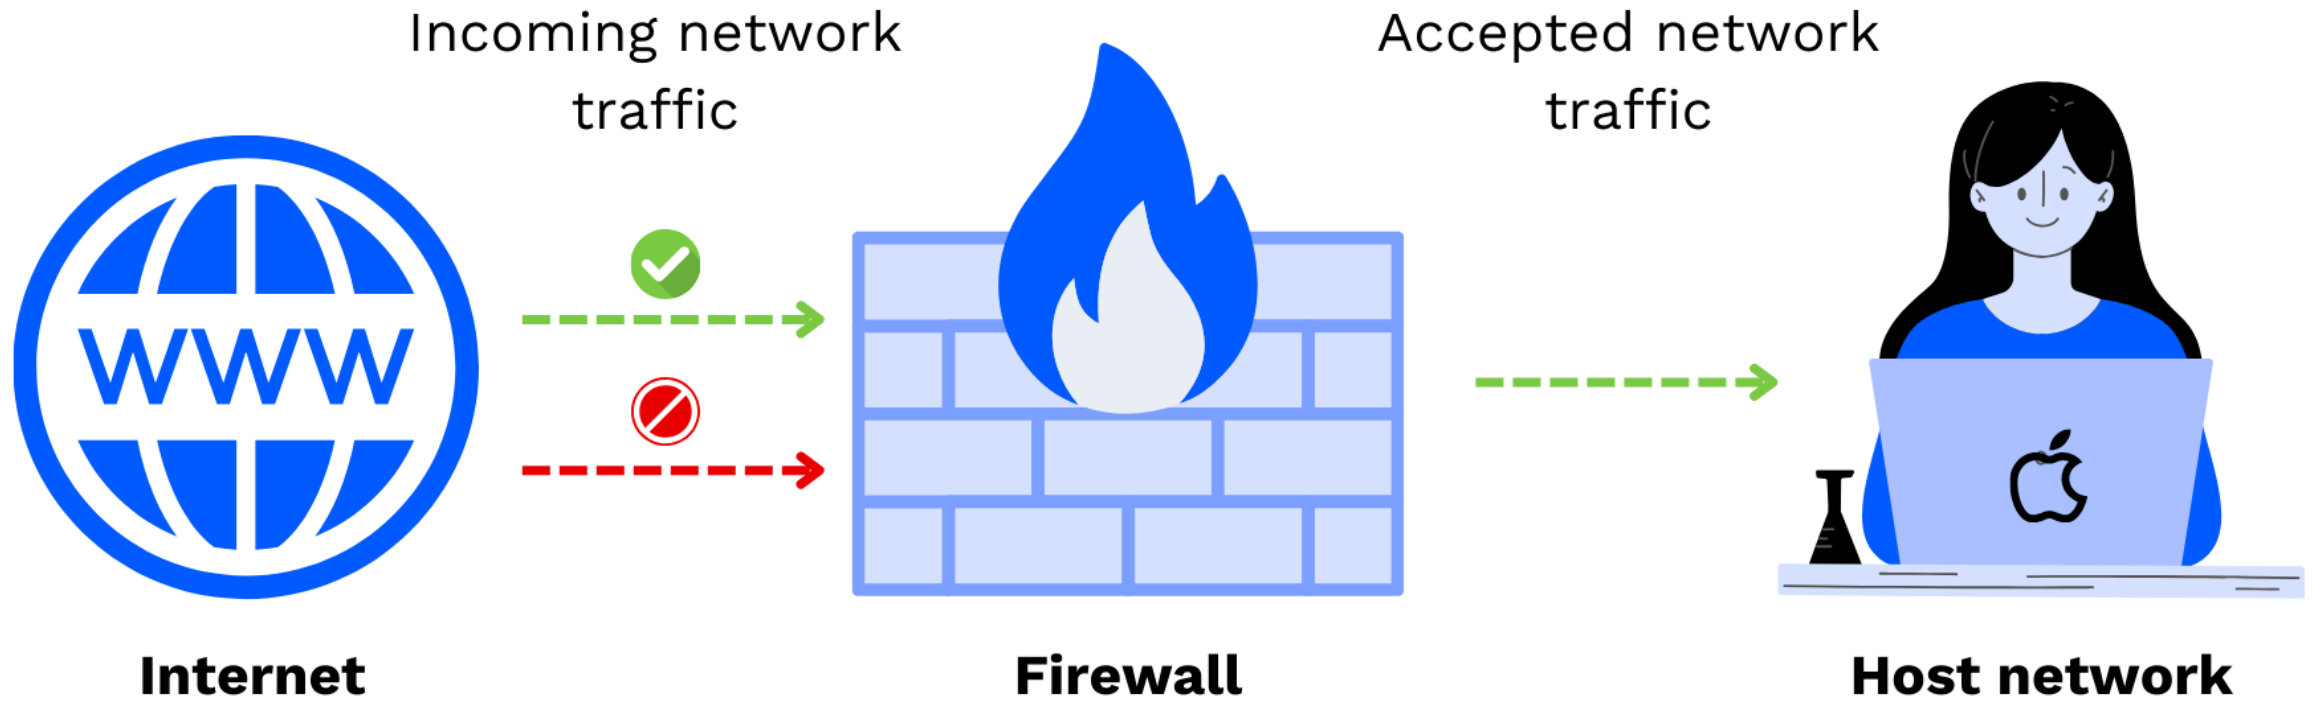 Incoming network
traffic
Accepted network
traffic
WWW
Internet
Firewall
Host network